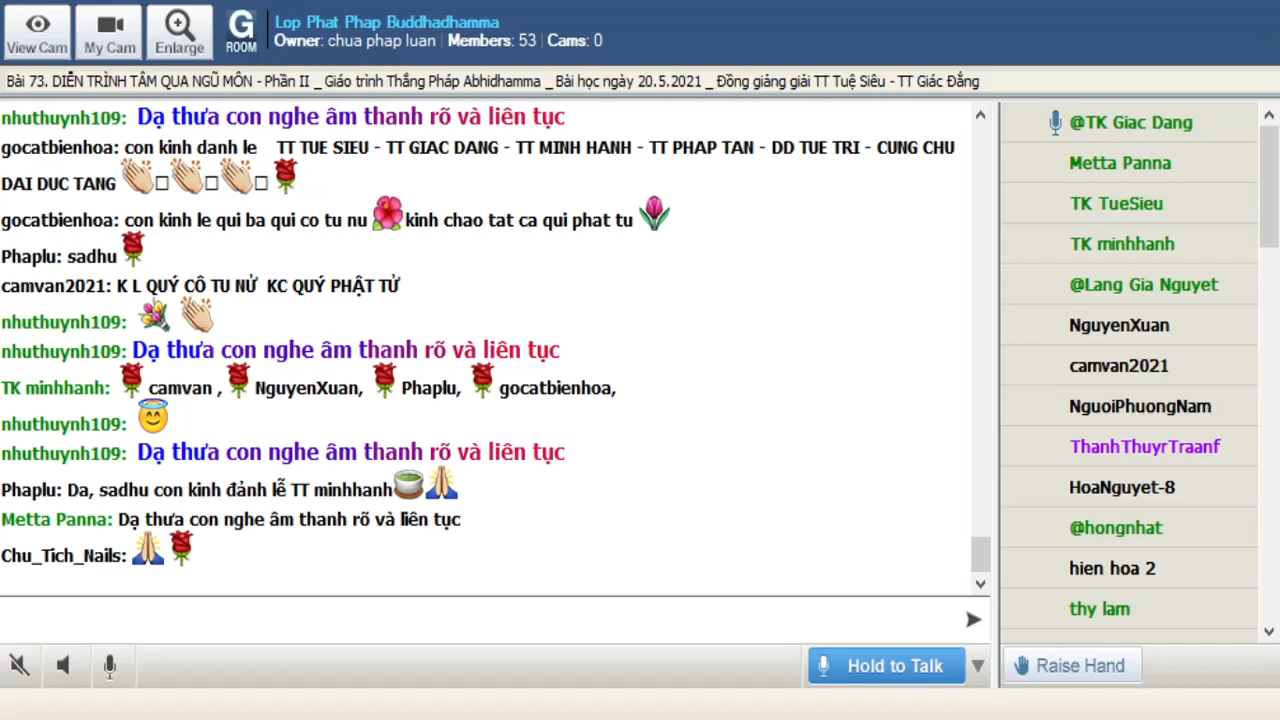 View Cam
My Cam
Enlarge
G
ROOM
Lop Phat Phap Buddhadhamma
Owner: chua phap luan | Members: 53 | Cams: 0
Bài 73. DIỄN TRÌNH TÂM QUA NGŨ MÔN - Phần II _ Giáo trình Thắng Pháp Abhidhamma _ Bài học ngày 20.5.2021 _ Đồng giảng giải TT Tuệ Siêu - TT Giác Đẳng
nhuthuynh109: Dạ thưa con nghe âm thanh rõ và liên tục
gocatbienhoa: con kinh danh le TT TUE SIEU - TT GIAC DANG - TT MINH HANH - TT PHAP TAN - DD TUE TRI - CUNG CHU
DAI DUC TANG
gocatbienhoa: con kinh le qui ba qui co tu nu kinh chao tat ca qui phat tu
Phaplu: sadhu
camvan2021: K L QUÝ CÔ TU NỬ KC QUÝ PHẬT TỬ
nhuthuynh109:
nhuthuynh109: Dạ thưa con nghe âm thanh rõ và liên tục
TK minhhanh: camvan , NguyenXuan, Phaplu, gocatbienhoa,
nhuthuynh109:
nhuthuynh109: Dạ thưa con nghe âm thanh rõ và liên tục
Phaplu: Da, sadhu con kinh đảnh lễ TT minhhanh
Metta Panna: Dạ thưa con nghe âm thanh rõ và liên tục
Chu_Tich_Nails:
@TK Giac Dang
Metta Panna
TK TueSieu
TK minhhanh
@Lang Gia Nguyet
NguyenXuan
camvan2021
NguoiPhuongNam
ThanhThuyrTraanf
HoaNguyet-8
@hongnhat
hien hoa 2
thy lam
Hold to Talk
Raise Hand